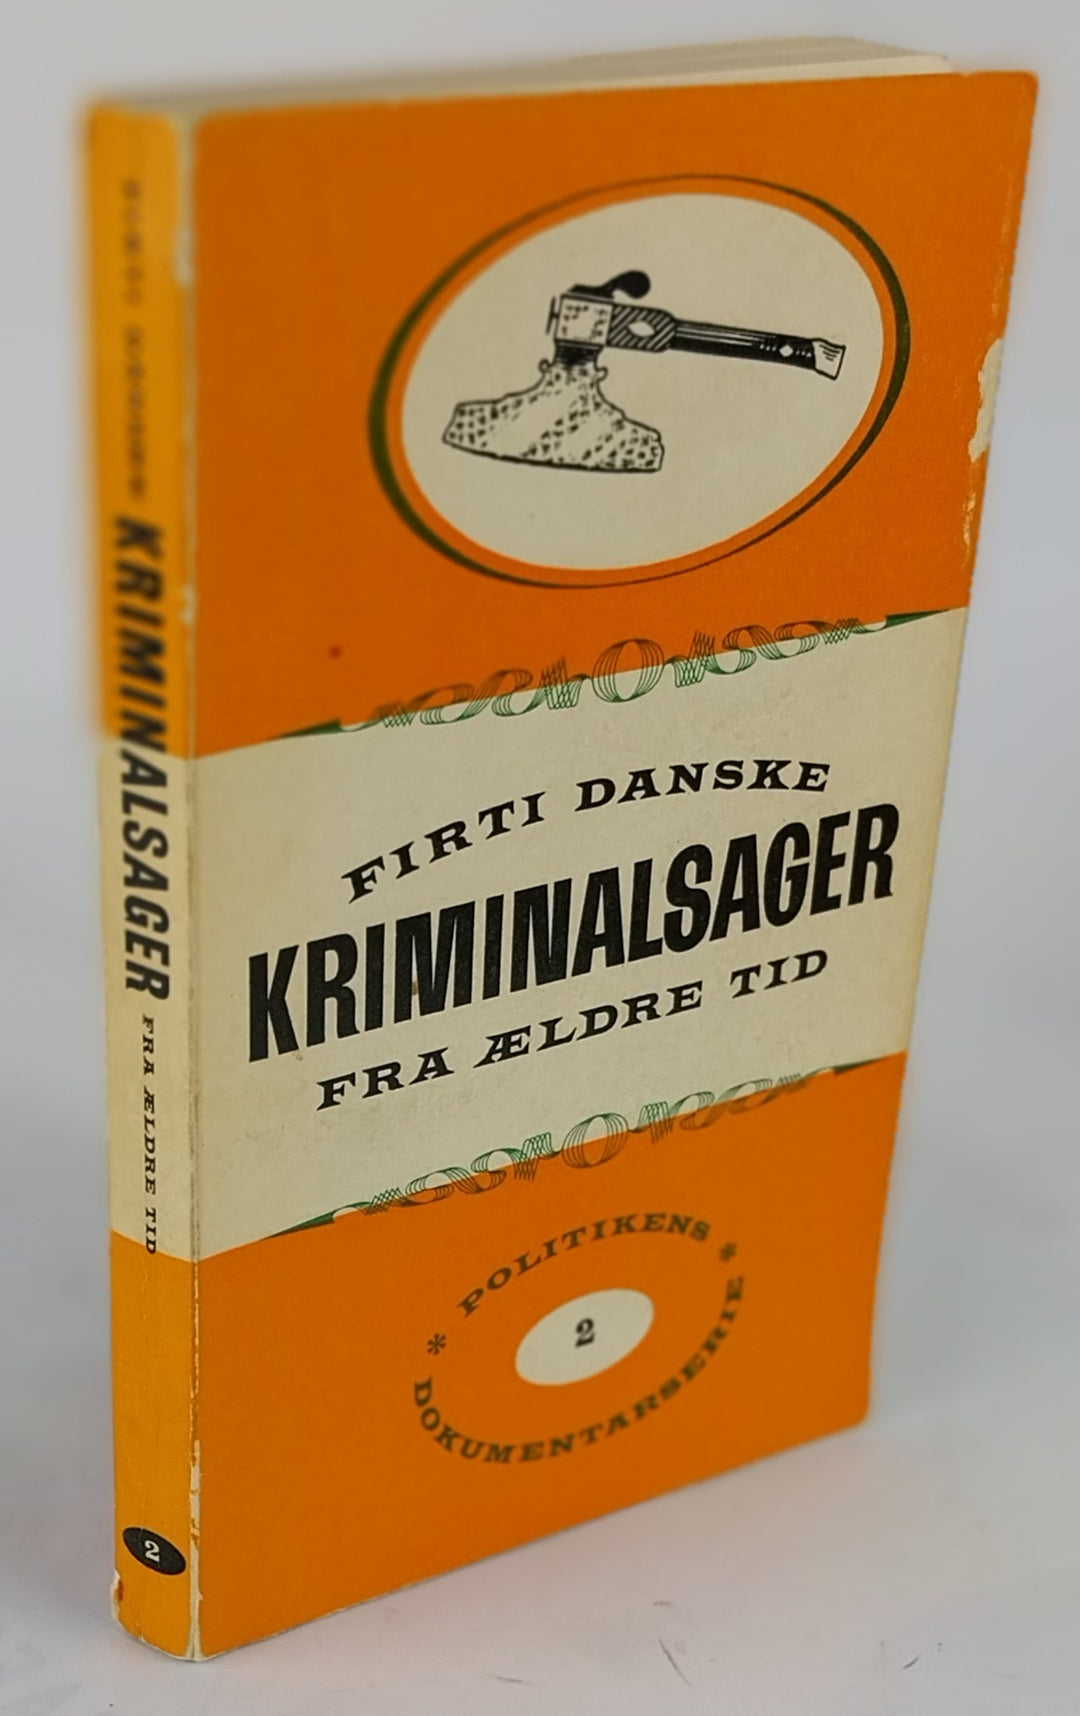 FIRTI DANSKE
KRIMINALSAGER
FRA ÆLDRE TID
* POLITIKENS *
2
DOKUMENTARSERIE
KRIMINALSAGER FRA ÆLDRE TID
2